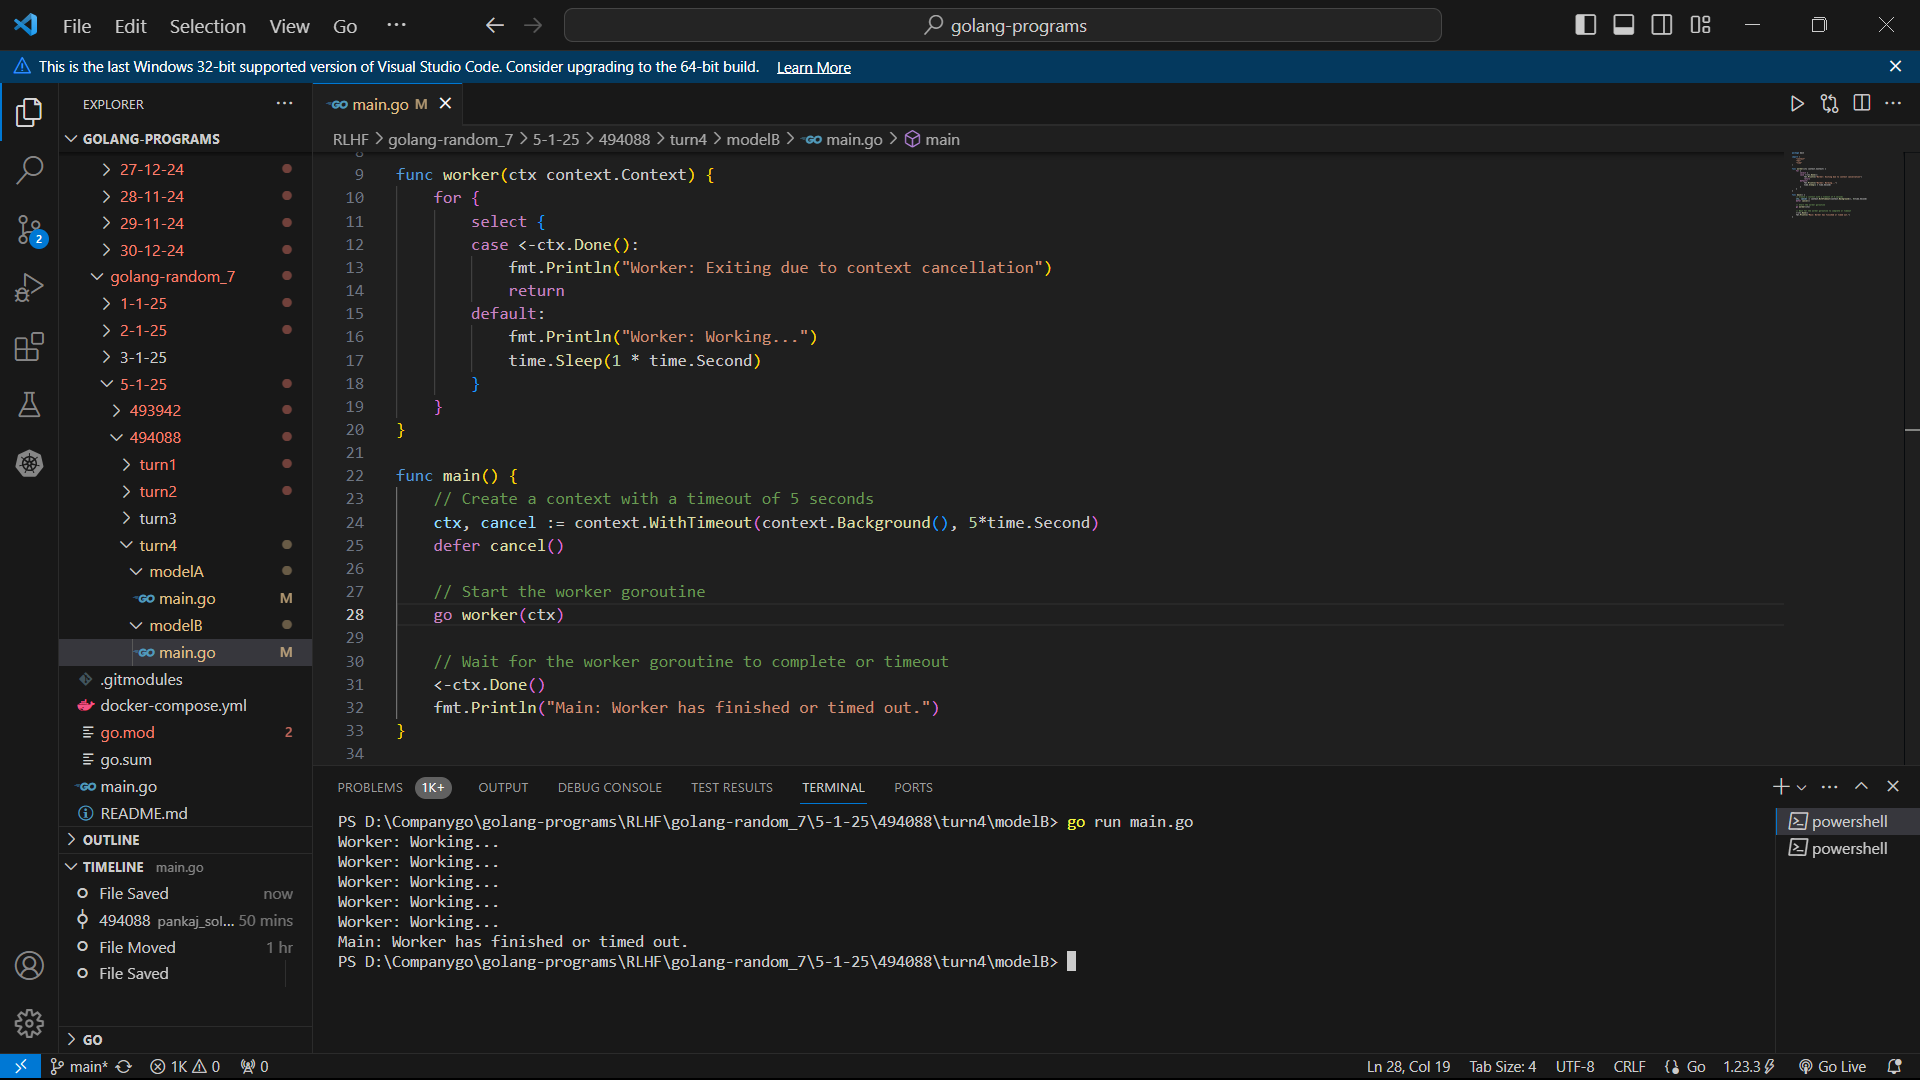 File Edit Selection View Go ···
golang-programs
This is the last Windows 32-bit supported version of Visual Studio Code. Consider upgrading to the 64-bit build. Learn More
EXPLORER
main.go M
GOLANG-PROGRAMS
RLHF > golang-random_7 > 5-1-25 > 494088 > turn4 > modelB > main.go > main
27-12-24
28-11-24
29-11-24
30-12-24
golang-random_7
1-1-25
2-1-25
3-1-25
5-1-25
493942
494088
turn1
turn2
turn3
turn4
modelA
main.go M
modelB
main.go M
.gitmodules
docker-compose.yml
go.mod 2
go.sum
main.go
README.md
OUTLINE
TIMELINE main.go
File Saved now
494088 pankaj_sol... 50 mins
File Moved 1 hr
File Saved
GO
2
8
9 func worker(ctx context.Context) {
10 for {
11 select {
12 case <-ctx.Done():
13 fmt.Println("Worker: Exiting due to context cancellation")
14 return
15 default:
16 fmt.Println("Worker: Working...")
17 time.Sleep(1 * time.Second)
18 }
19 }
20 }
21
22 func main() {
23 // Create a context with a timeout of 5 seconds
24 ctx, cancel := context.WithTimeout(context.Background(), 5*time.Second)
25 defer cancel()
26
27 // Start the worker goroutine
28 go worker(ctx)
29
30 // Wait for the worker goroutine to complete or timeout
31 <-ctx.Done()
32 fmt.Println("Main: Worker has finished or timed out.")
33 }
34
PROBLEMS 1K+ OUTPUT DEBUG CONSOLE TEST RESULTS TERMINAL PORTS
PS D:\Companygo\golang-programs\RLHF\golang-random_7\5-1-25\494088\turn4\modelB> go run main.go
Worker: Working...
Worker: Working...
Worker: Working...
Worker: Working...
Worker: Working...
Main: Worker has finished or timed out.
PS D:\Companygo\golang-programs\RLHF\golang-random_7\5-1-25\494088\turn4\modelB>
powershell
powershell
main* 1K 0 0 Ln 28, Col 19 Tab Size: 4 UTF-8 CRLF Go 1.23.3 Go Live